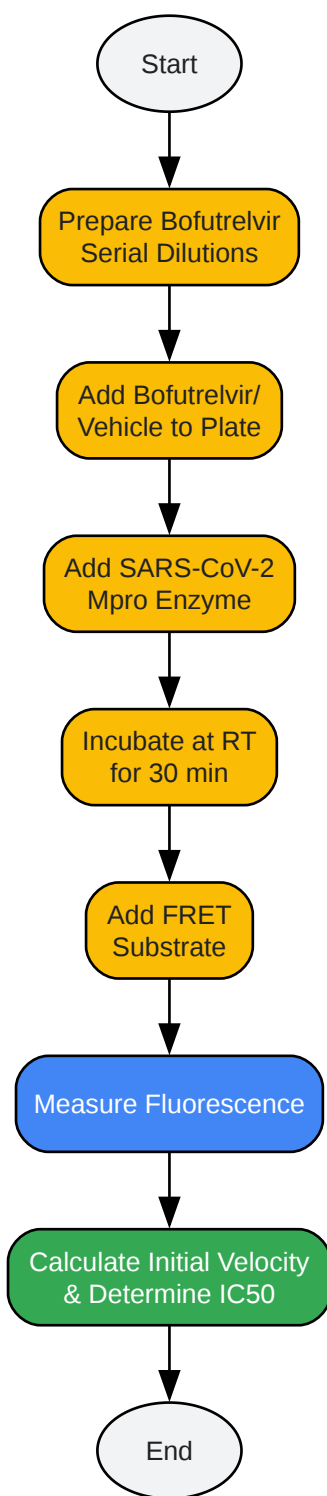 Start
Prepare Bofutrelvir
Serial Dilutions
Add Bofutrelvir/
Vehicle to Plate
Add SARS-CoV-2
Mpro Enzyme
Incubate at RT
for 30 min
Add FRET
Substrate
Measure Fluorescence
Calculate Initial Velocity
& Determine IC50
End